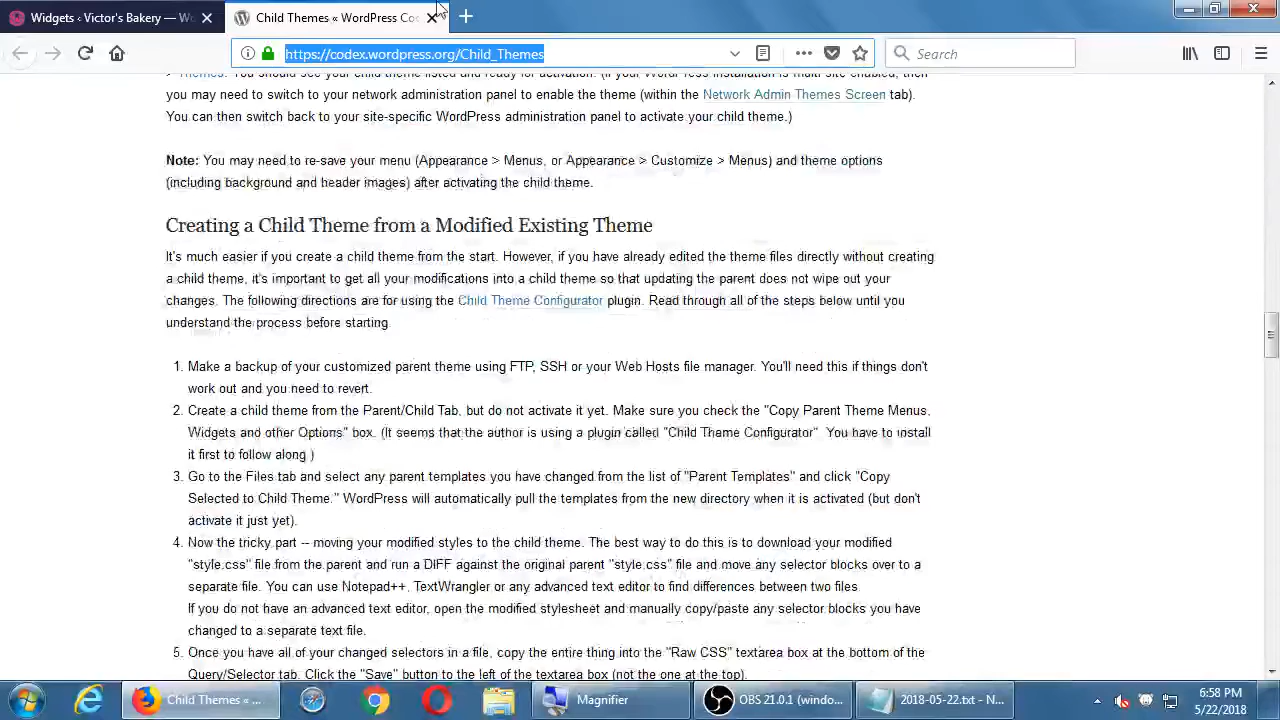 Widgets ‹ Victor's Bakery — Wo
Child Themes « WordPress Co
https://codex.wordpress.org/Child_Themes
Search
> Themes. You should see your child theme listed and ready for activation. (If your WordPress installation is multi-site enabled, then
you may need to switch to your network administration panel to enable the theme (within the Network Admin Themes Screen tab).
You can then switch back to your site-specific WordPress administration panel to activate your child theme.)
Note: You may need to re-save your menu (Appearance > Menus, or Appearance > Customize > Menus) and theme options
(including background and header images) after activating the child theme.
Creating a Child Theme from a Modified Existing Theme
It's much easier if you create a child theme from the start. However, if you have already edited the theme files directly without creating
a child theme, it's important to get all your modifications into a child theme so that updating the parent does not wipe out your
changes. The following directions are for using the Child Theme Configurator plugin. Read through all of the steps below until you
understand the process before starting.
1. Make a backup of your customized parent theme using FTP, SSH or your Web Hosts file manager. You'll need this if things don't
work out and you need to revert.
2. Create a child theme from the Parent/Child Tab, but do not activate it yet. Make sure you check the "Copy Parent Theme Menus,
Widgets and other Options" box. (It seems that the author is using a plugin called "Child Theme Configurator". You have to install
it first to follow along.)
3. Go to the Files tab and select any parent templates you have changed from the list of "Parent Templates" and click "Copy
Selected to Child Theme." WordPress will automatically pull the templates from the new directory when it is activated (but don't
activate it just yet).
4. Now the tricky part -- moving your modified styles to the child theme. The best way to do this is to download your modified
"style.css" file from the parent and run a DIFF against the original parent "style.css" file and move any selector blocks over to a
separate file. You can use Notepad++, TextWrangler or any advanced text editor to find differences between two files.
If you do not have an advanced text editor, open the modified stylesheet and manually copy/paste any selector blocks you have
changed to a separate text file.
5. Once you have all of your changed selectors in a file, copy the entire thing into the "Raw CSS" textarea box at the bottom of the
Query/Selector tab. Click the "Save" button to the left of the textarea box (not the one at the top).
Child Themes « ...
Magnifier
OBS 21.0.1 (windo...
2018-05-22.txt - N...
6:58 PM
5/22/2018